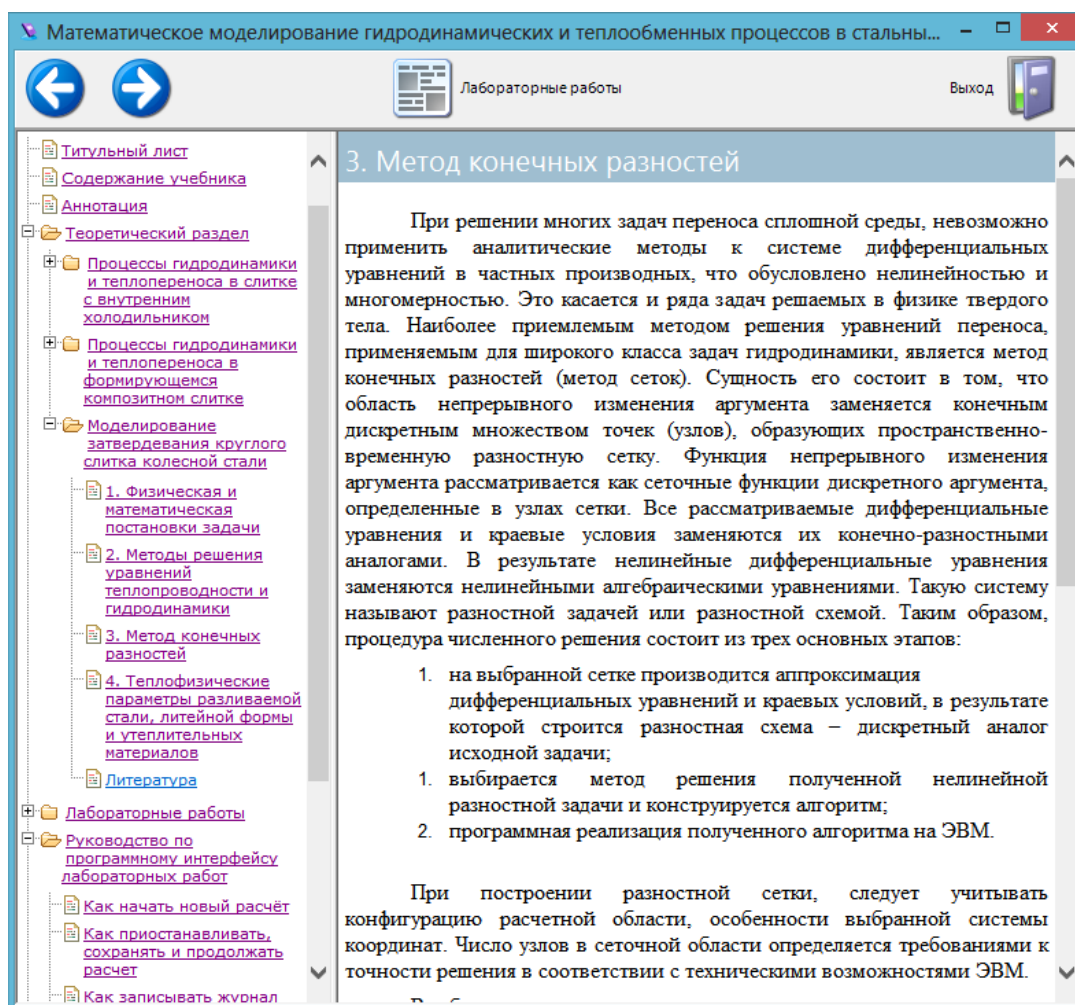 Математическое моделирование гидродинамических и теплообменных процессов в стальны...
Лабораторные работы
Выход
Титульный лист
Содержание учебника
Аннотация
Теоретический раздел
Процессы гидродинамики
и теплопереноса в слитке
с внутренним
холодильником
Процессы гидродинамики
и теплопереноса в
формирующемся
композитном слитке
Моделирование
затвердевания круглого
слитка колесной стали
1. Физическая и
математическая
постановки задачи
2. Методы решения
уравнений
теплопроводности и
гидродинамики
3. Метод конечных
разностей
4. Теплофизические
параметры разливаемой
стали, литейной формы
и утеплительных
материалов
Литература
Лабораторные работы
Руководство по
программному интерфейсу
лабораторных работ
Как начать новый расчёт
Как приостанавливать,
сохранять и продолжать
расчет
Как записывать журнал
3. Метод конечных разностей
При решении многих задач переноса сплошной среды, невозможно
применить аналитические методы к системе дифференциальных
уравнений в частных производных, что обусловлено нелинейностью и
многомерностью. Это касается и ряда задач решаемых в физике твердого
тела. Наиболее приемлемым методом решения уравнений переноса,
применяемым для широкого класса задач гидродинамики, является метод
конечных разностей (метод сеток). Сущность его состоит в том, что
область непрерывного изменения аргумента заменяется конечным
дискретным множеством точек (узлов), образующих пространственно-
временную разностную сетку. Функция непрерывного изменения
аргумента рассматривается как сеточные функции дискретного аргумента,
определенные в узлах сетки. Все рассматриваемые дифференциальные
уравнения и краевые условия заменяются их конечно-разностными
аналогами. В результате нелинейные дифференциальные уравнения
заменяются нелинейными алгебраическими уравнениями. Такую систему
называют разностной задачей или разностной схемой. Таким образом,
процедура численного решения состоит из трех основных этапов:
1. на выбранной сетке производится аппроксимация
дифференциальных уравнений и краевых условий, в результате
которой строится разностная схема – дискретный аналог
исходной задачи;
1. выбирается метод решения полученной нелинейной
разностной задачи и конструируется алгоритм;
2. программная реализация полученного алгоритма на ЭВМ.
При построении разностной сетки, следует учитывать
конфигурацию расчетной области, особенности выбранной системы
координат. Число узлов в сеточной области определяется требованиями к
точности решения в соответствии с техническими возможностями ЭВМ.